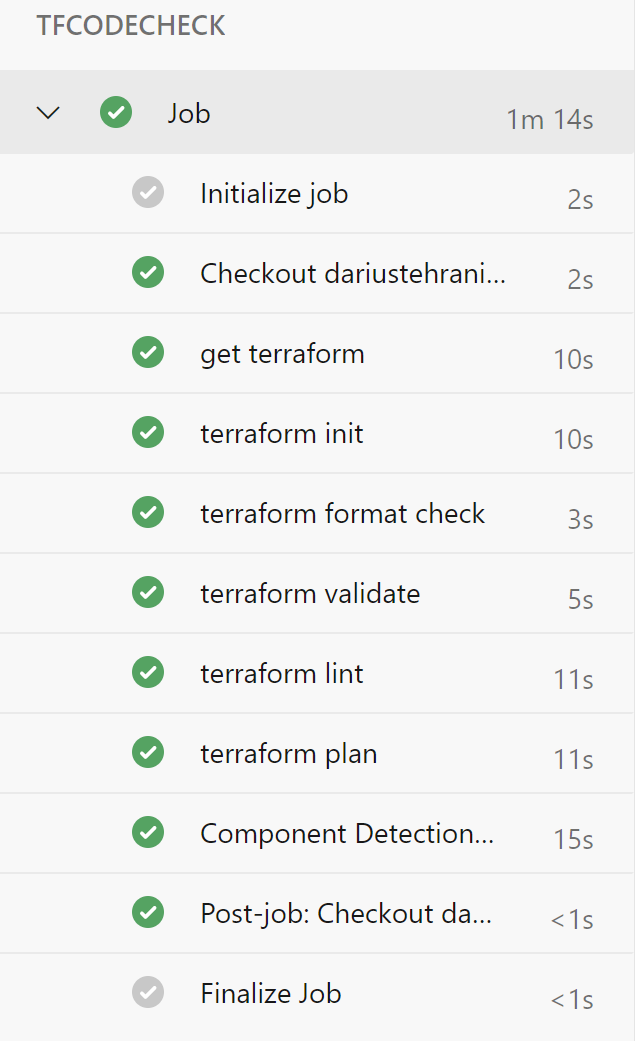 TFCODECHECK
Job 1m 14s
Initialize job 2s
Checkout dariustehrani... 2s
get terraform 10s
terraform init 10s
terraform format check 3s
terraform validate 5s
terraform lint 11s
terraform plan 11s
Component Detection... 15s
Post-job: Checkout da... <1s
Finalize Job <1s